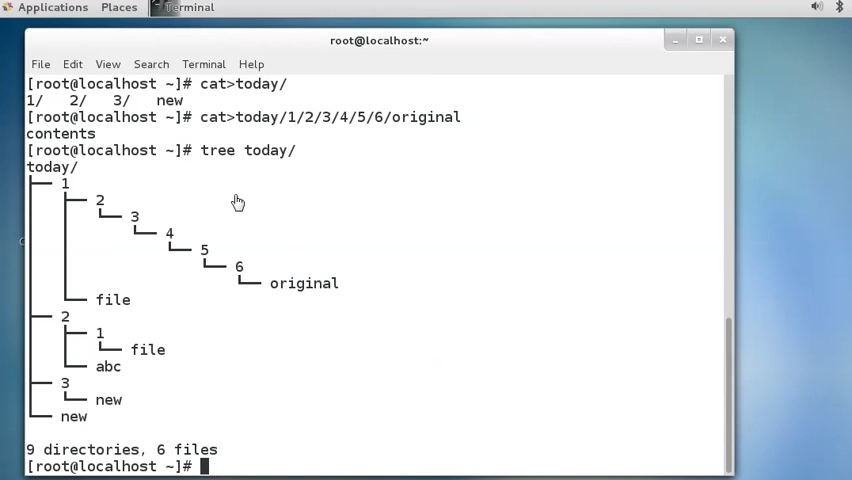 Applications Places Terminal
root@localhost:~
File Edit View Search Terminal Help
[root@localhost ~]# cat>today/
1/ 2/ 3/ new
[root@localhost ~]# cat>today/1/2/3/4/5/6/original
contents
[root@localhost ~]# tree today/
today/
├── 1
│   ├── 2
│   │   └── 3
│   │       └── 4
│   │           └── 5
│   │               └── 6
│   │                   └── original
│   └── file
├── 2
│   ├── 1
│   │   └── file
│   └── abc
├── 3
│   └── new
└── new
9 directories, 6 files
[root@localhost ~]#